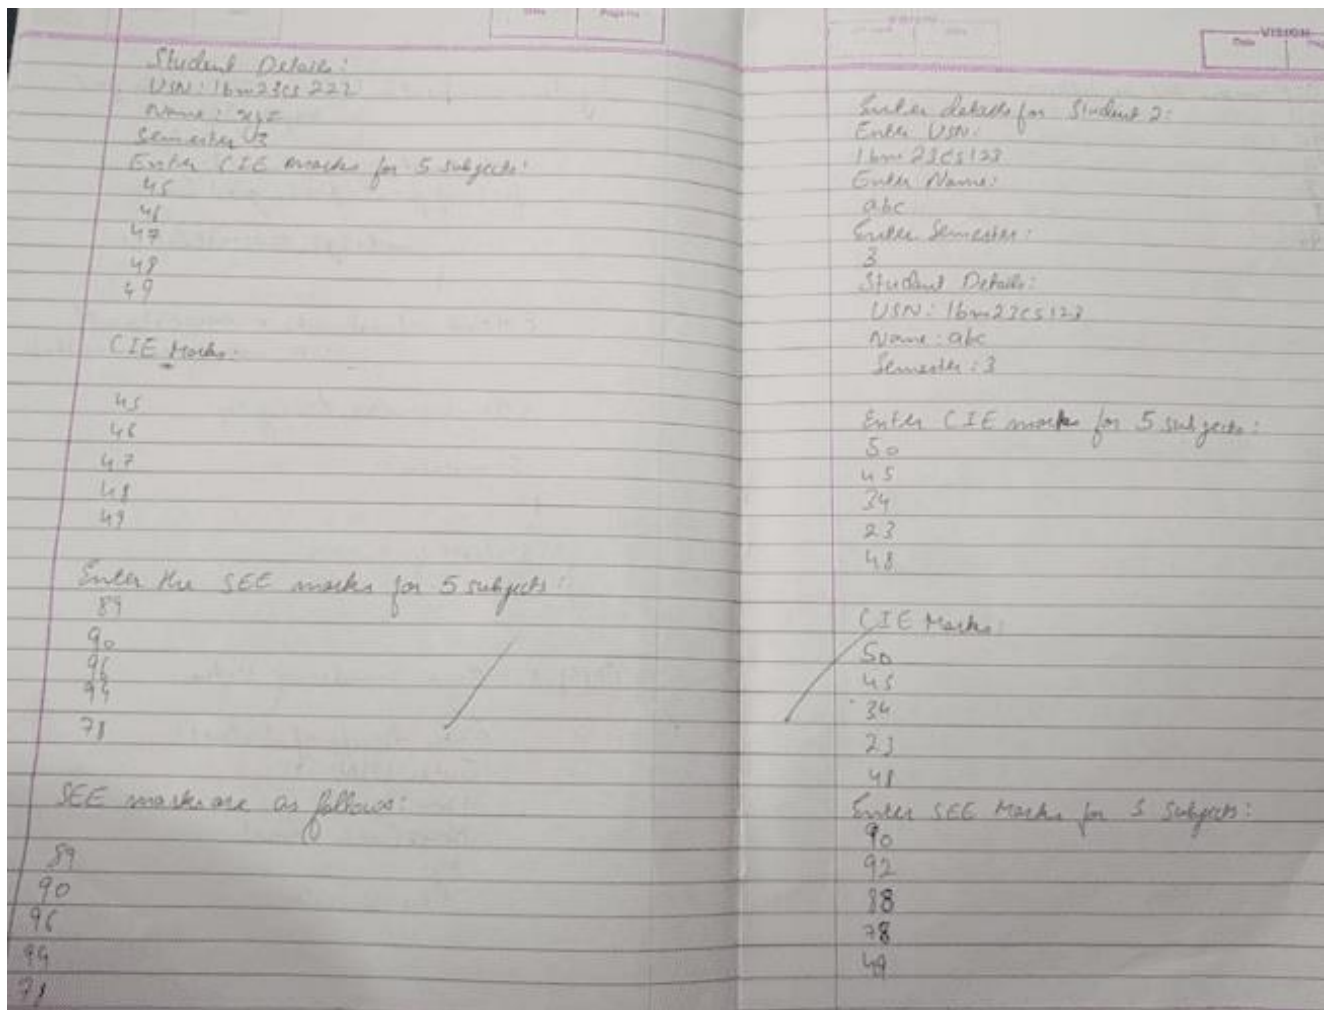 Student Details:
USN: 1bm23cs222
Name: xyz
Semester
Enter CIE marks for 5 subjects:
45
46
47
48
49
CIE Marks:
45
46
47
48
49
Enter the SEE marks for 5 subjects:
89
90
96
99
78
SEE marks are as follows:
89
90
96
99
78
VISION
Date
Enter details for Student 2:
Enter USN:
1bm23cs123
Enter Name:
abc
Enter Semester:
3
Student Details:
USN: 1bm23cs123
Name: abc
Semester: 3
Enter CIE marks for 5 subjects:
50
45
34
23
48
CIE Marks:
50
45
34
23
48
Enter SEE Marks for 5 Subjects:
90
92
88
78
49